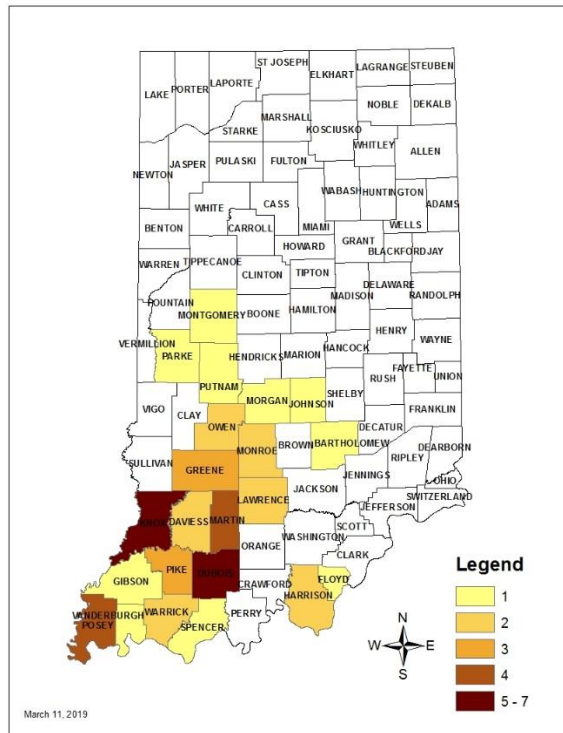 ST JOSEPH
LAGRANGE
STEUBEN
ELKHART
LAPORTE
PORTER
LAKE
NOBLE
DEKALB
MARSHALL
STARKE
KOSCIUSKO
WHITLEY
ALLEN
PULASKI
FULTON
JASPER
NEWTON
WABASH
HUNTINGTON
CASS
WHITE
ADAMS
MIAMI
WELLS
BENTON
CARROLL
GRANT
HOWARD
BLACKFORD
JAY
WARREN
TIPPECANOE
CLINTON
TIPTON
DELAWARE
MADISON
RANDOLPH
FOUNTAIN
MONTGOMERY
BOONE
HAMILTON
HENRY
WAYNE
VERMILLION
PARKE
HENDRICKS
MARION
HANCOCK
FAYETTE
UNION
RUSH
PUTNAM
MORGAN
JOHNSON
SHELBY
VIGO
CLAY
FRANKLIN
OWEN
DECATUR
MONROE
BROWN
BARTHOLOMEW
DEARBORN
RIPLEY
SULLIVAN
GREENE
JENNINGS
OHIO
LAWRENCE
JACKSON
SWITZERLAND
JEFFERSON
KNOX
DAVIESS
MARTIN
SCOTT
ORANGE
WASHINGTON
CLARK
PIKE
DUBOIS
GIBSON
CRAWFORD
FLOYD
HARRISON
VANDERBURGH
POSEY
WARRICK
SPENCER
PERRY
N
W
E
S
Legend
1
2
3
4
5 - 7
March 11, 2019